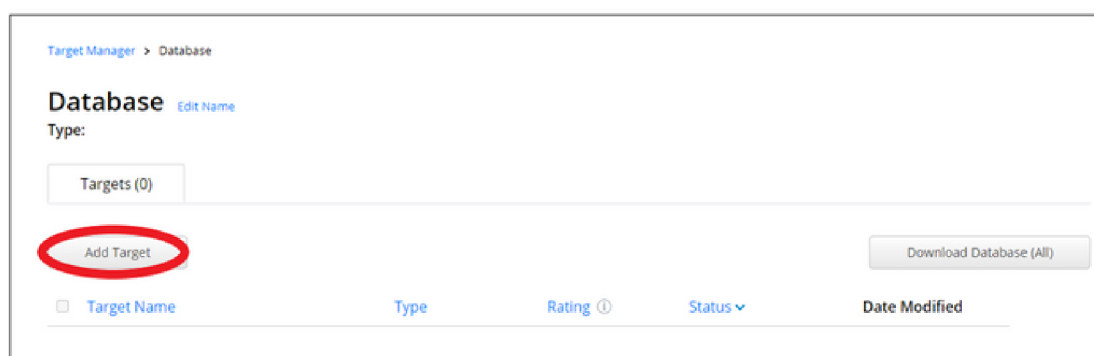 Target Manager > Database
Database Edit Name
Type:
Targets (0)
Add Target Download Database (All)
Target Name Type Rating ⓘ Status Date Modified